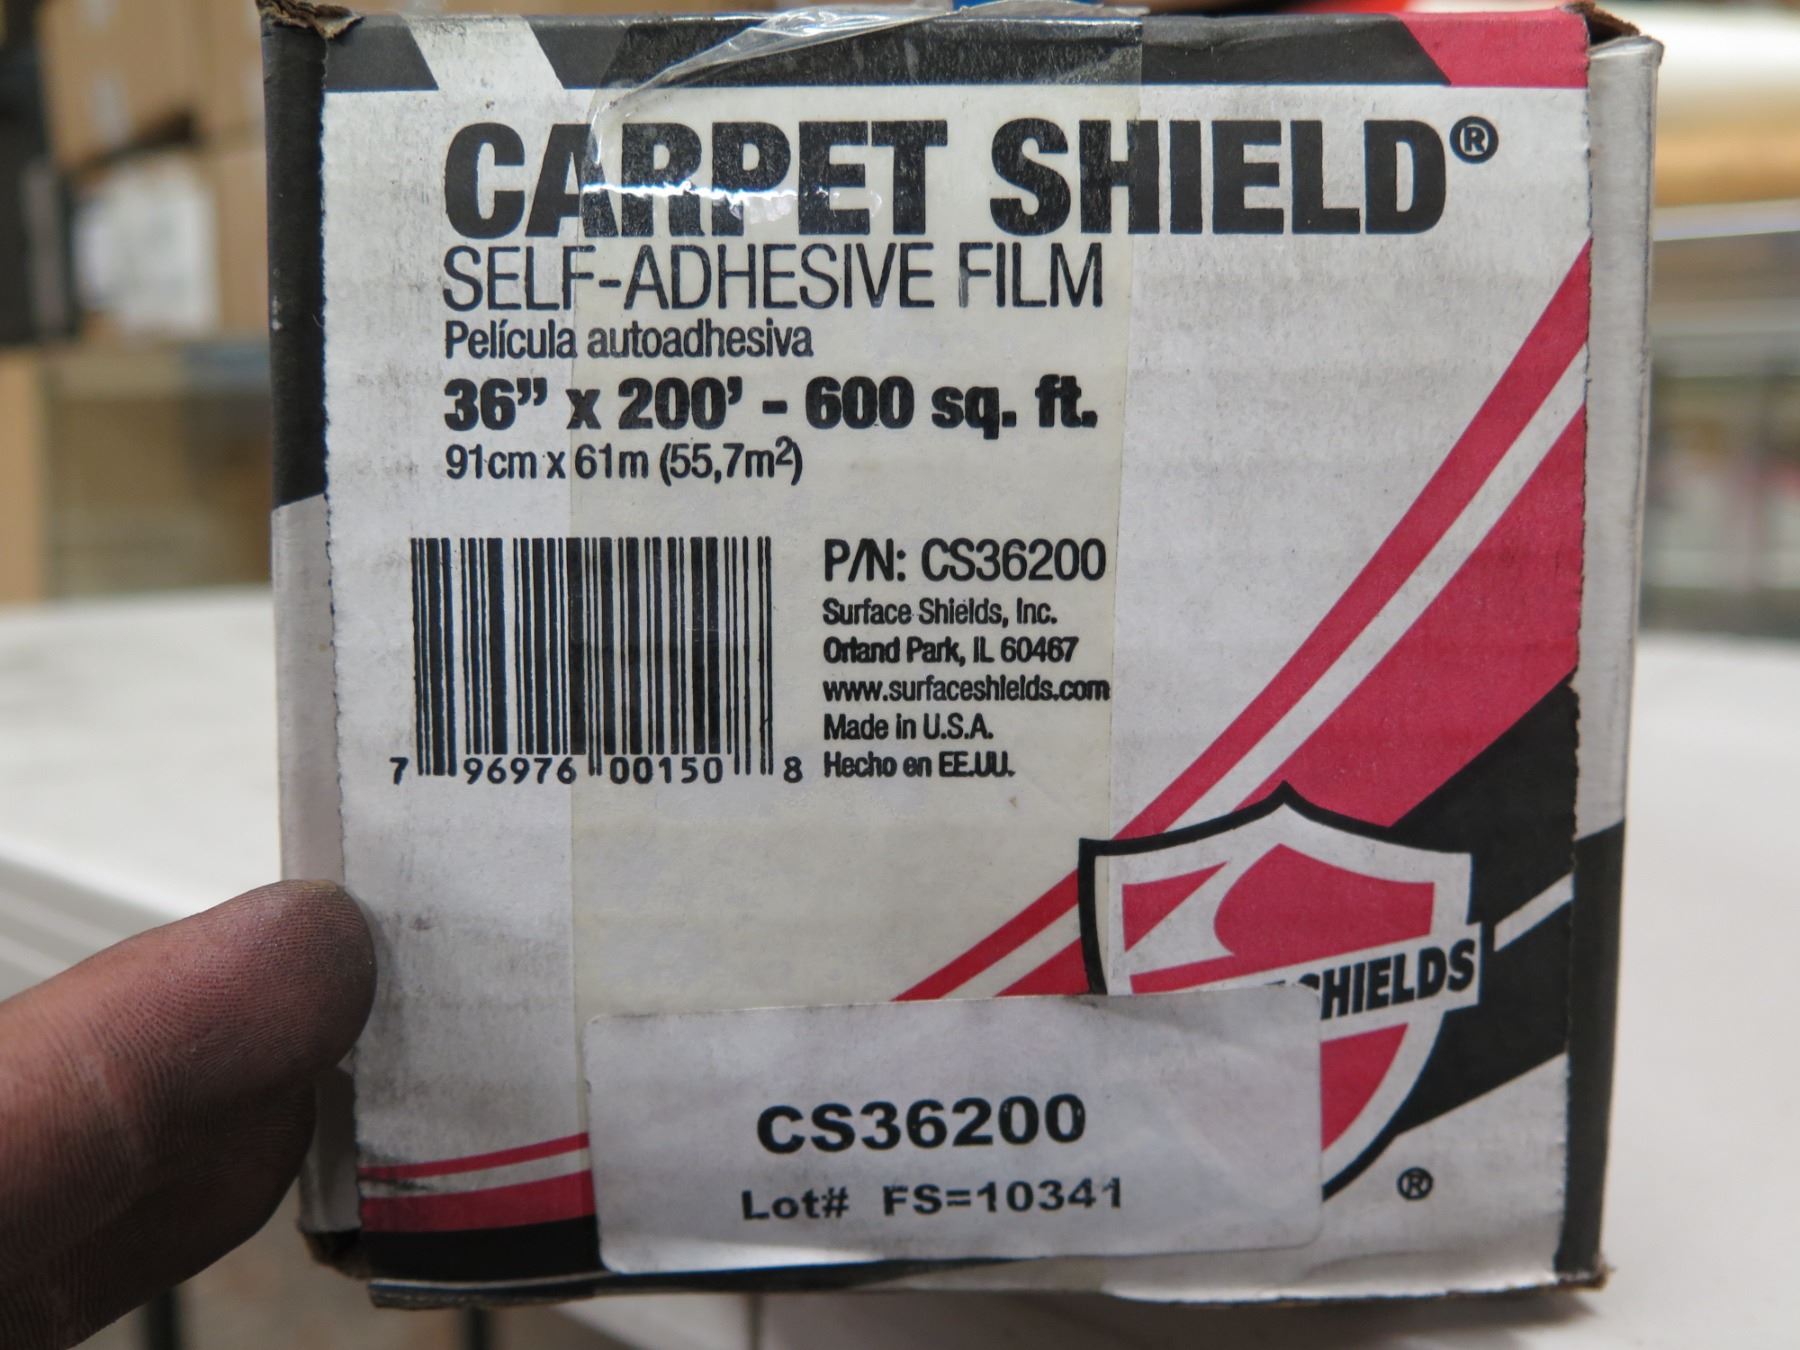 CARPET SHIELD®
SELF-ADHESIVE FILM
Película autoadhesiva
36” x 200’ - 600 sq. ft.
91cm x 61m (55,7m²)
P/N: CS36200
Surface Shields, Inc.
Orland Park, IL 60467
www.surfaceshields.com
Made in U.S.A.
Hecho en EE.UU.
7 96976 00150 8
SHIELDS
®
CS36200
Lot# FS=10341